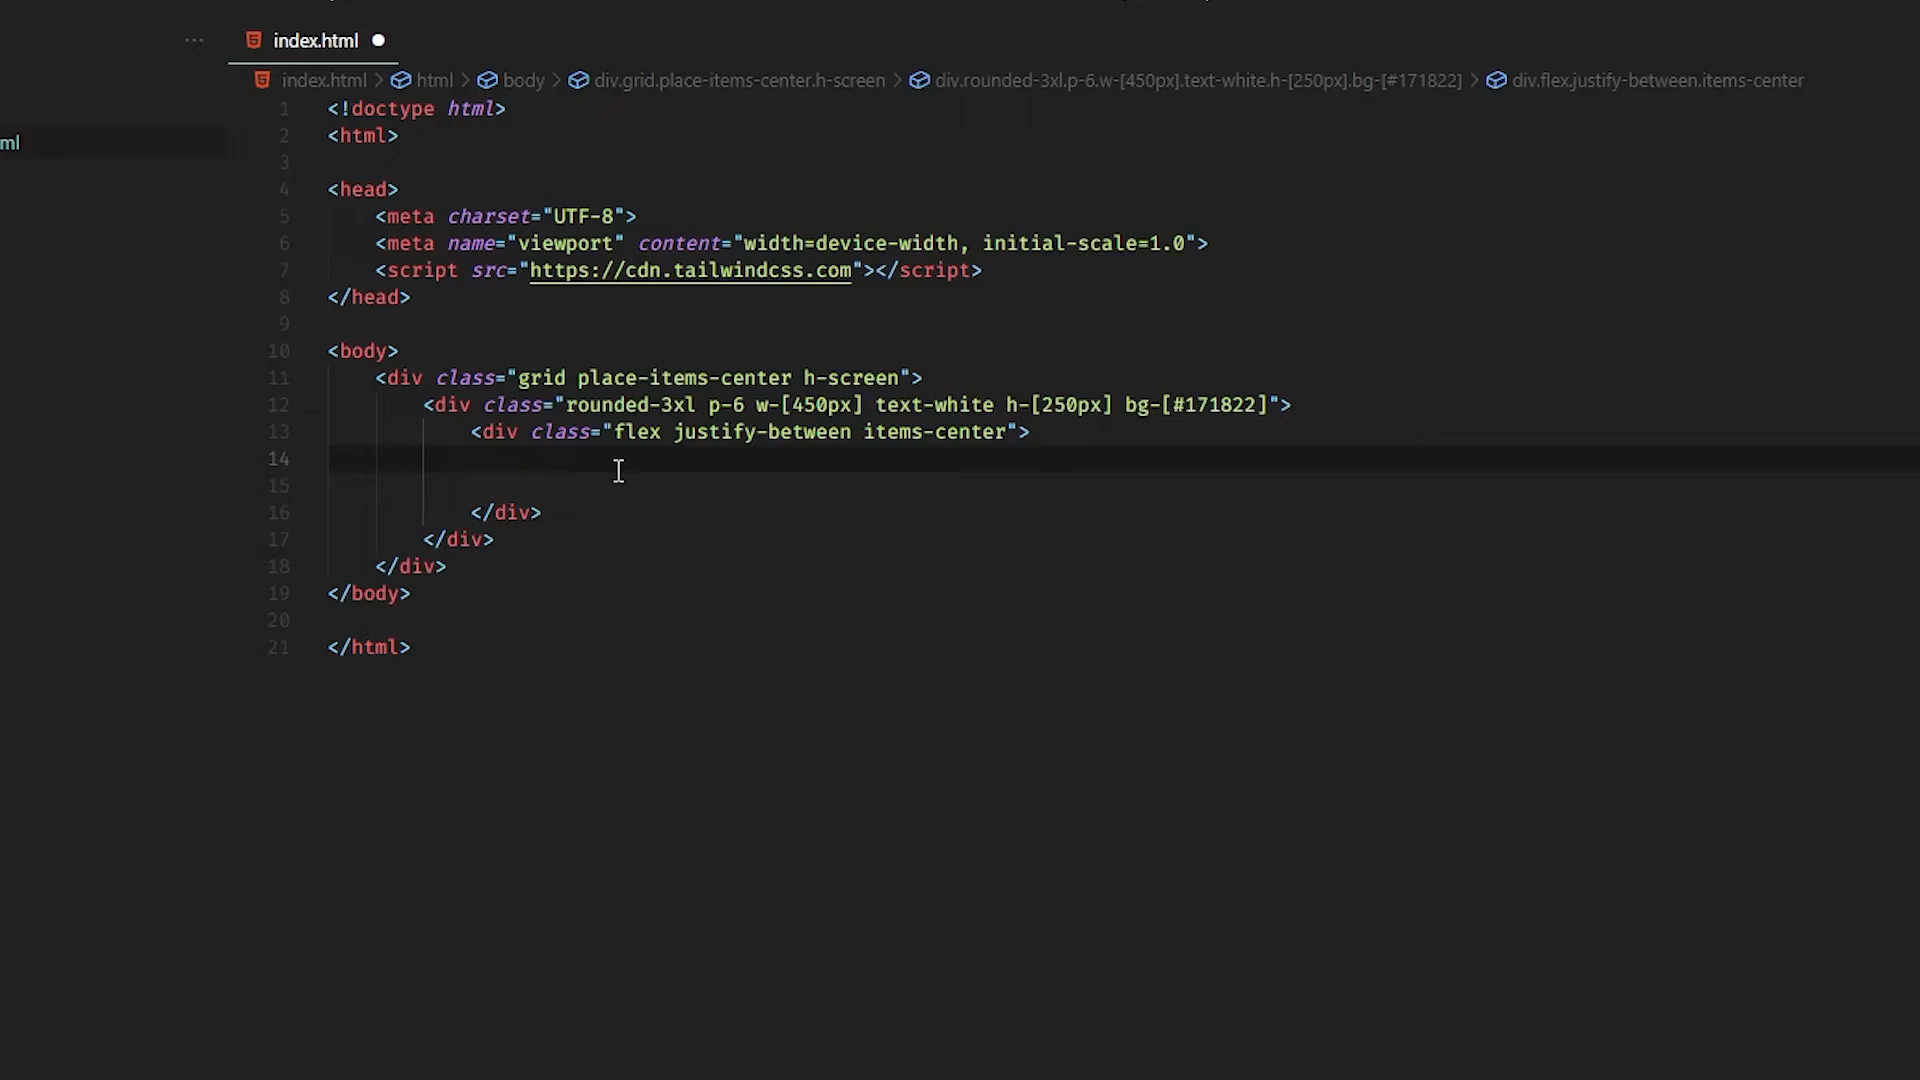 index.html
index.html > html > body > div.grid.place-items-center.h-screen > div.rounded-3xl.p-6.w-[450px].text-white.h-[250px].bg-[#171822] > div.flex.justify-between.items-center
ml
1 <!doctype html>
2 <html>
3
4 <head>
5 <meta charset="UTF-8">
6 <meta name="viewport" content="width=device-width, initial-scale=1.0">
7 <script src="https://cdn.tailwindcss.com"></script>
8 </head>
9
10 <body>
11 <div class="grid place-items-center h-screen">
12 <div class="rounded-3xl p-6 w-[450px] text-white h-[250px] bg-[#171822]">
13 <div class="flex justify-between items-center">
14
15
16 </div>
17 </div>
18 </div>
19 </body>
20
21 </html>